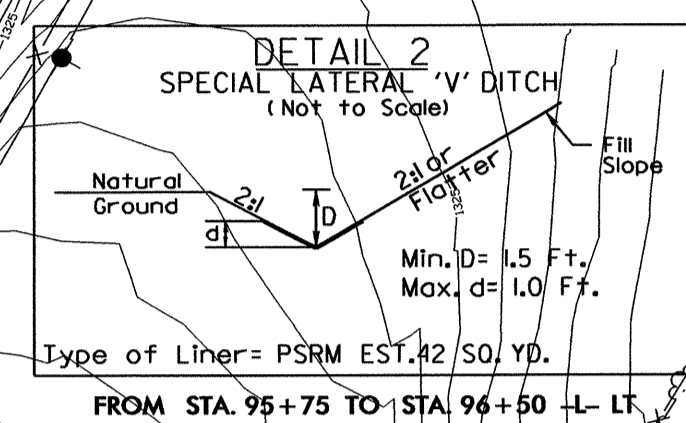 1325
DETAIL 2
SPECIAL LATERAL 'V' DITCH
(Not to Scale)
Natural
Ground
2:1
d
D
2:1 or
Flatter
1325
Fill
Slope
Min. D= 1.5 Ft.
Max. d= 1.0 Ft.
Type of Liner= PSRM EST.42 SQ. YD.
FROM STA. 95+75 TO STA. 96+50 -L- LT